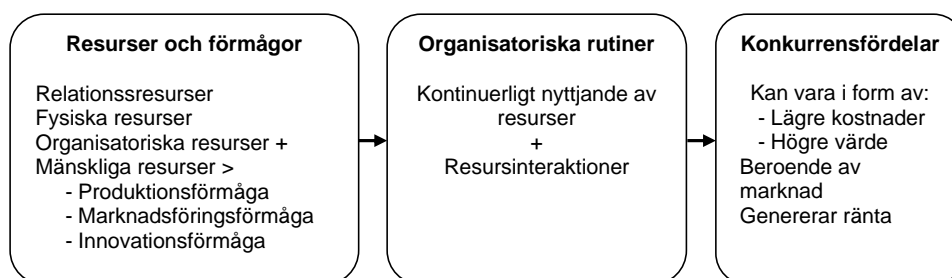 Resurser och förmågor
Relationssresurser
Fysiska resurser
Organisatoriska resurser +
Mänskliga resurser >
- Produktionsförmåga
- Marknadsföringsförmåga
- Innovationsförmåga
Organisatoriska rutiner
Kontinuerligt nyttjande av
resurser
+
Resursinteraktioner
Konkurrensfördelar
Kan vara i form av:
- Lägre kostnader
- Högre värde
Beroende av
marknad
Genererar ränta